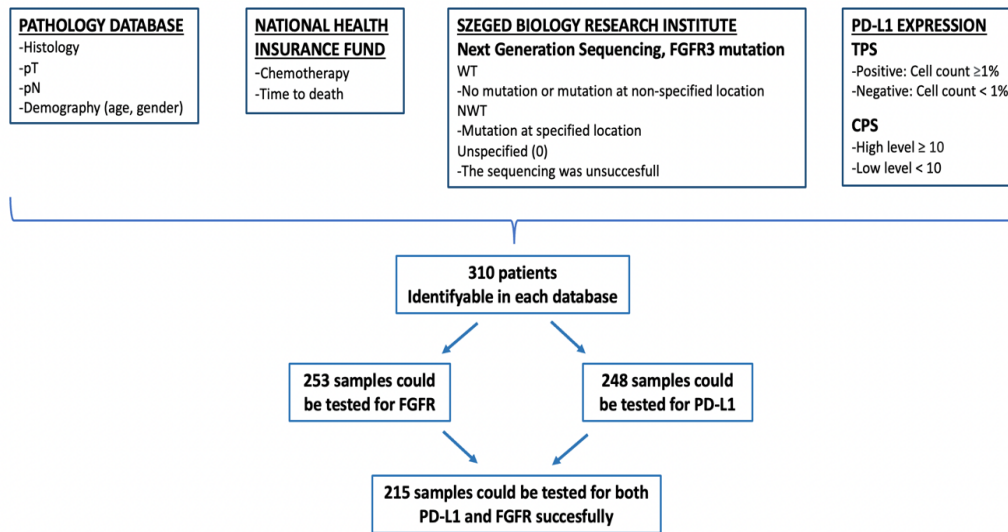 PATHOLOGY DATABASE
-Histology
-pT
-pN
-Demography (age, gender)
NATIONAL HEALTH
INSURANCE FUND
-Chemotherapy
-Time to death
SZEGED BIOLOGY RESEARCH INSTITUTE
Next Generation Sequencing, FGFR3 mutation
WT
-No mutation or mutation at non-specified location
NWT
-Mutation at specified location
Unspecified (0)
-The sequencing was unsuccesfull
PD-L1 EXPRESSION
TPS
-Positive: Cell count ≥1%
-Negative: Cell count < 1%
CPS
-High level ≥ 10
-Low level < 10
310 patients
Identifyable in each database
253 samples could
be tested for FGFR
248 samples could
be tested for PD-L1
215 samples could be tested for both
PD-L1 and FGFR succesfully